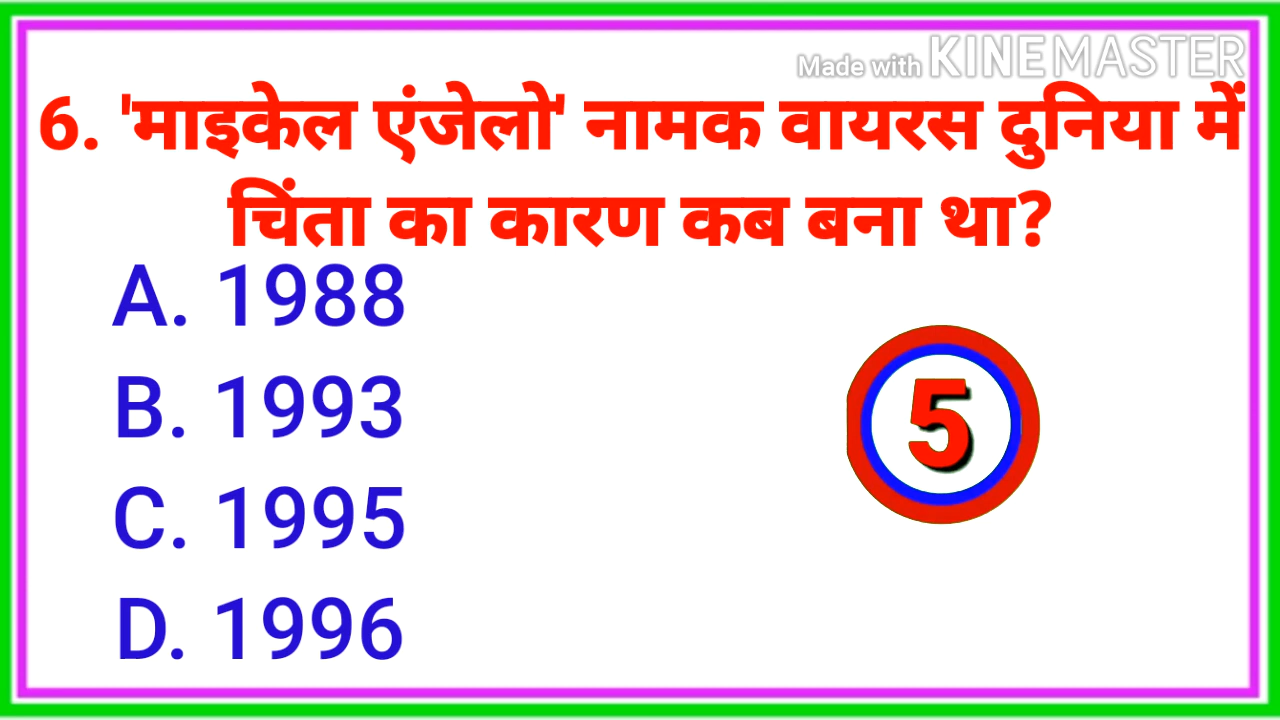 Made with KINEMASTER
6. 'माइकेल एंजेलो' नामक वायरस दुनिया में
चिंता का कारण कब बना था?
A. 1988
B. 1993
5
C. 1995
D. 1996